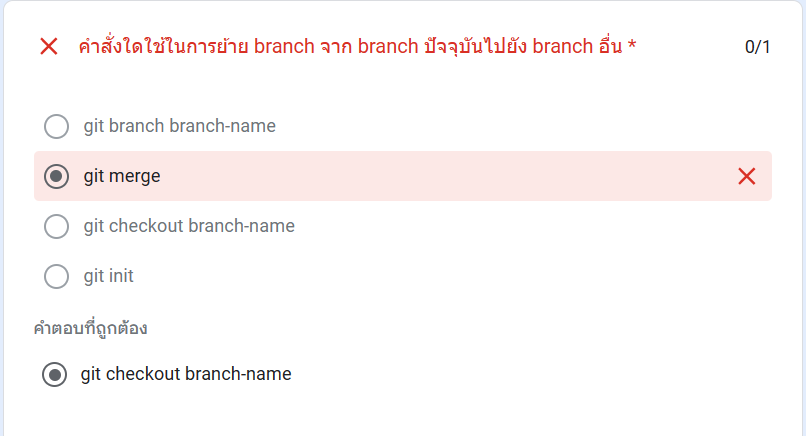 คำสั่งใดใช้ในการย้าย branch จาก branch ปัจจุบันไปยัง branch อื่น * 0/1
git branch branch-name
git merge
git checkout branch-name
git init
คำตอบที่ถูกต้อง
git checkout branch-name